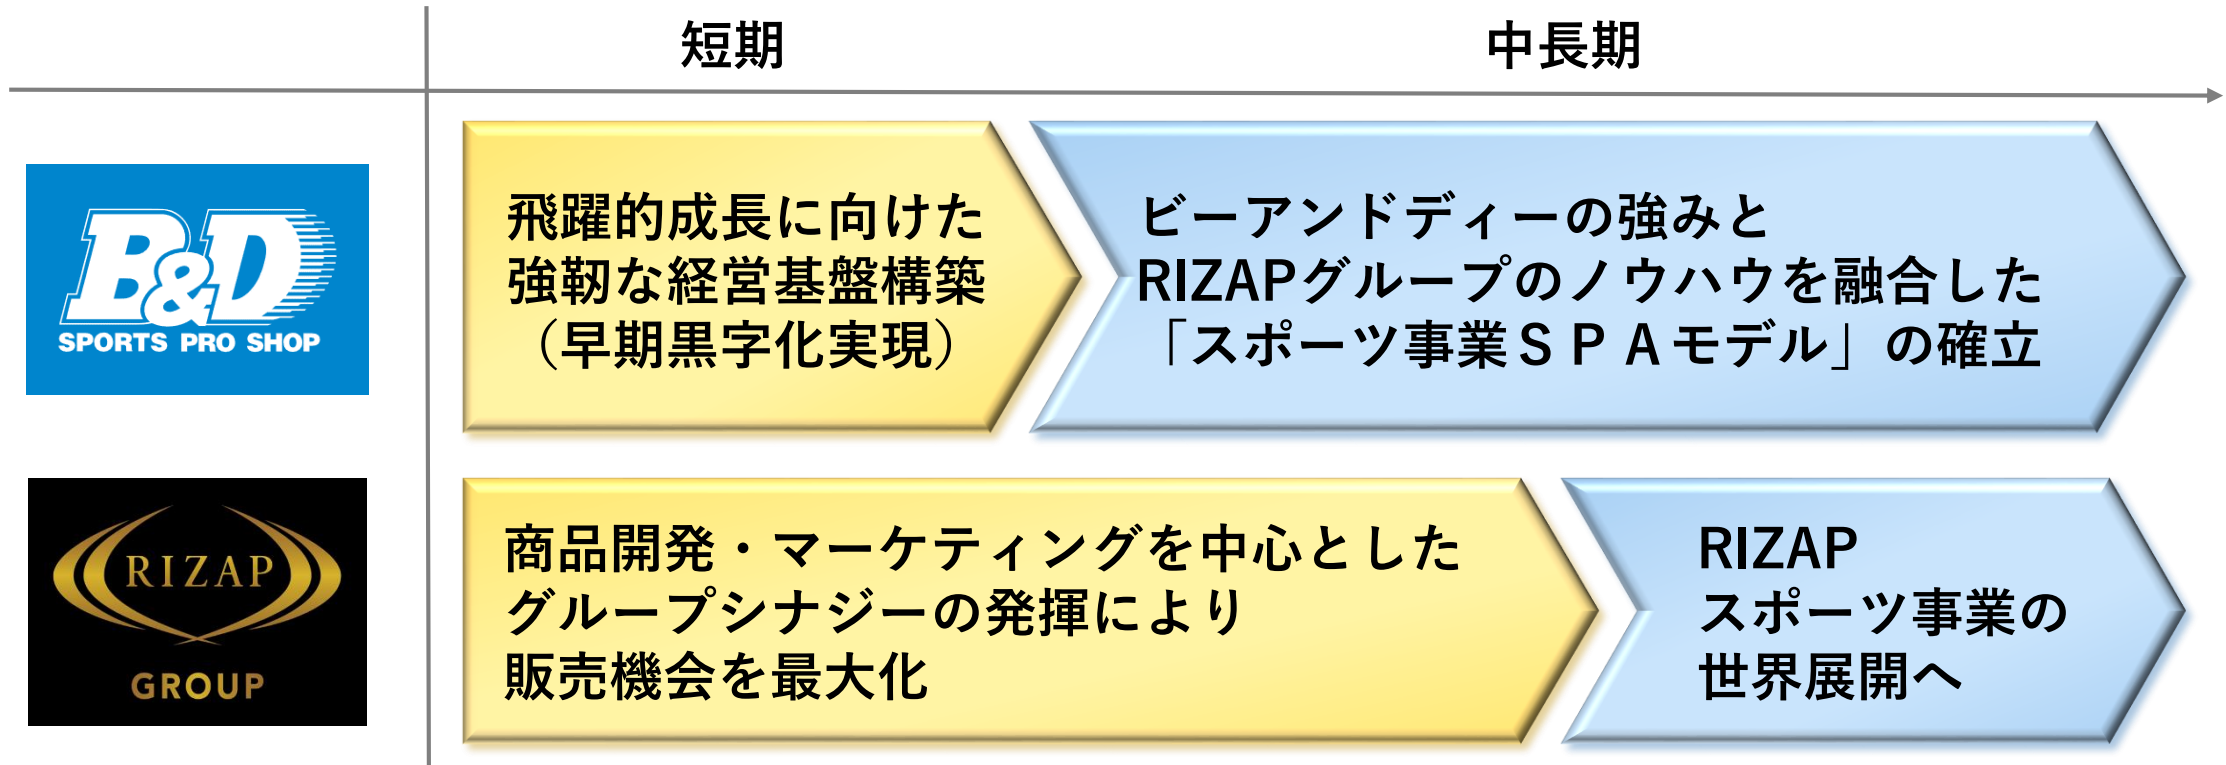 短期
中長期
B&D
SPORTS PRO SHOP
飛躍的成長に向けた
強靭な経営基盤構築
（早期黒字化実現）
ビーアンドディーの強みと
RIZAPグループのノウハウを融合した
「スポーツ事業ＳＰＡモデル」の確立
RIZAP
GROUP
商品開発・マーケティングを中心とした
グループシナジーの発揮により
販売機会を最大化
RIZAP
スポーツ事業の
世界展開へ